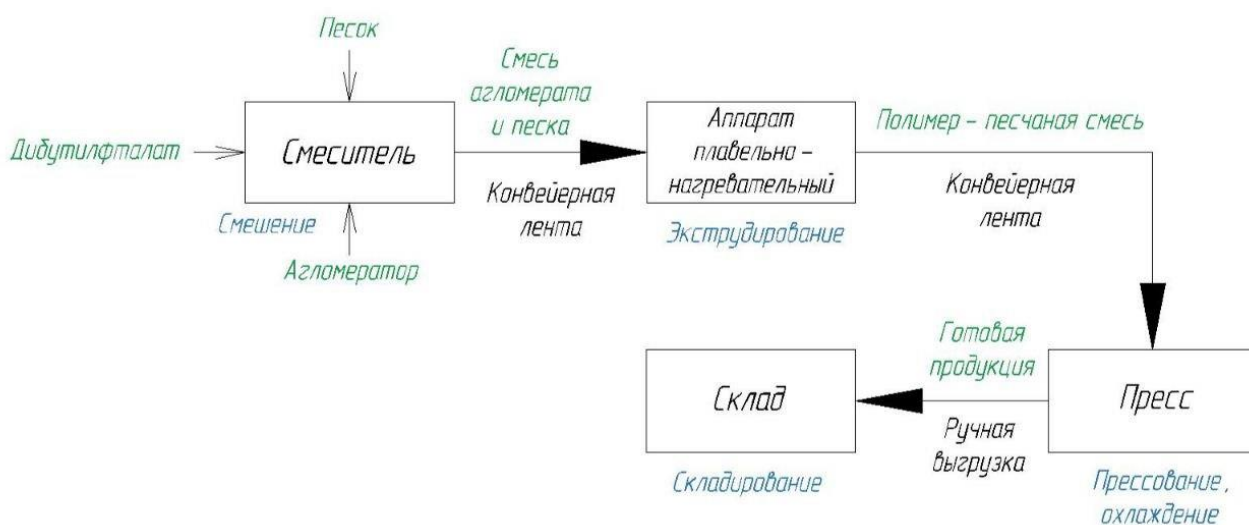 Песок
Дибутилфталат
Смеситель
Смешение
Агломератор
Смесь
агломерата
и песка
Конвейерная
лента
Аппарат
плавельно –
нагревательный
Экструдирование
Полимер – песчаная смесь
Конвейерная
лента
Пресс
Прессование,
охлаждение
Готовая
продукция
Ручная
выгрузка
Склад
Складирование